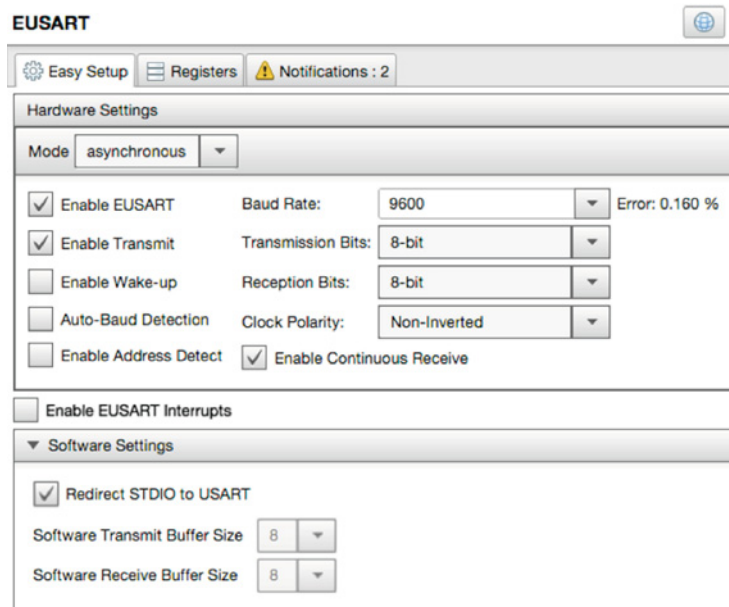 EUSART
Easy Setup Registers Notifications : 2
Hardware Settings
Mode asynchronous
Enable EUSART Baud Rate: 9600 Error: 0.160 %
Enable Transmit Transmission Bits: 8-bit
Enable Wake-up Reception Bits: 8-bit
Auto-Baud Detection Clock Polarity: Non-Inverted
Enable Address Detect Enable Continuous Receive
Enable EUSART Interrupts
Software Settings
Redirect STDIO to USART
Software Transmit Buffer Size 8
Software Receive Buffer Size 8